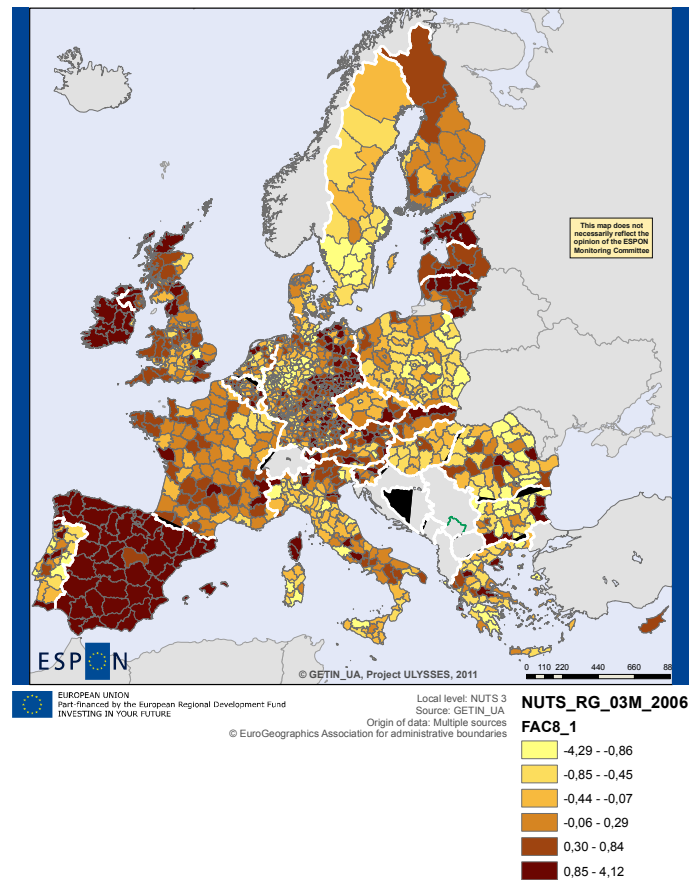 This map does not
necessarily reflect the
opinion of the ESPON
Monitoring Committee
ESPON
© GETIN_UA, Project ULYSSES, 2011
0 110 220 440 660 88
EUROPEAN UNION
Part-financed by the European Regional Development Fund
INVESTING IN YOUR FUTURE
Local level: NUTS 3
Source: GETIN_UA
Origin of data: Multiple sources
© EuroGeographics Association for administrative boundaries
NUTS_RG_03M_2006
FAC8_1
-4,29 - -0,86
-0,85 - -0,45
-0,44 - -0,07
-0,06 - 0,29
0,30 - 0,84
0,85 - 4,12